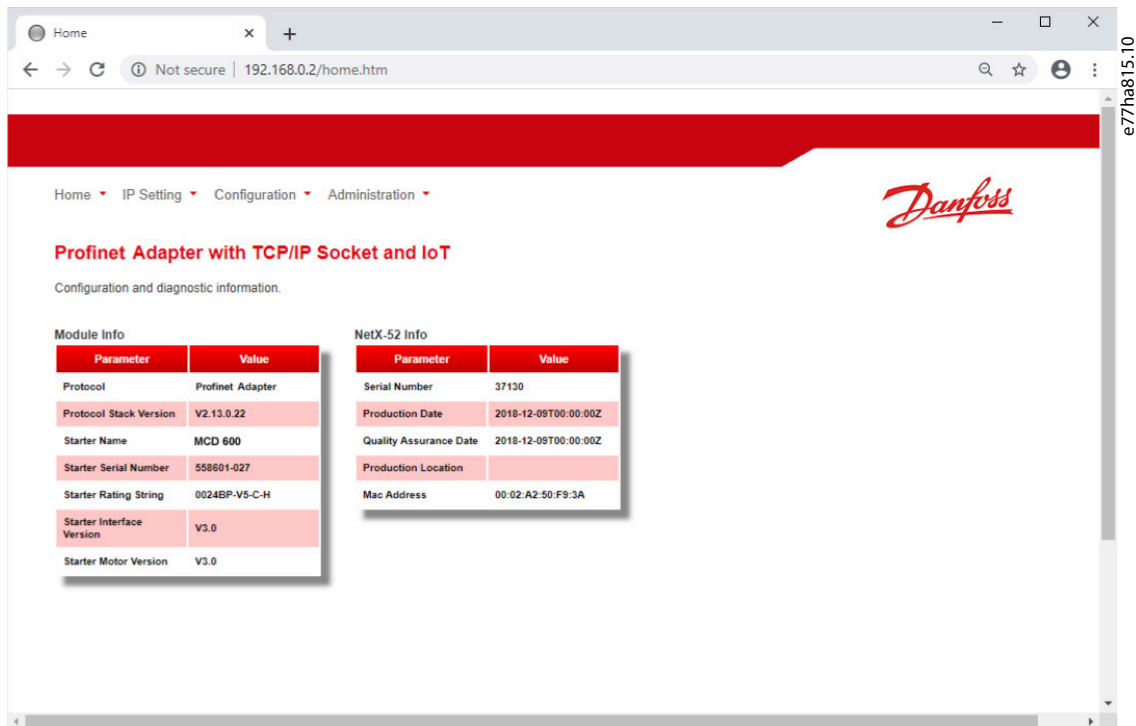 Home
Not secure | 192.168.0.2/home.htm
e77ha815.10
Home IP Setting Configuration Administration
Danfoss
Profinet Adapter with TCP/IP Socket and IoT
Configuration and diagnostic information.
Module Info
Parameter Value
Protocol Profinet Adapter
Protocol Stack Version V2.13.0.22
Starter Name MCD 600
Starter Serial Number 558601-027
Starter Rating String 0024BP-V5-C-H
Starter Interface
Version V3.0
Starter Motor Version V3.0
NetX-52 Info
Parameter Value
Serial Number 37130
Production Date 2018-12-09T00:00:00Z
Quality Assurance Date 2018-12-09T00:00:00Z
Production Location
Mac Address 00:02:A2:50:F9:3A